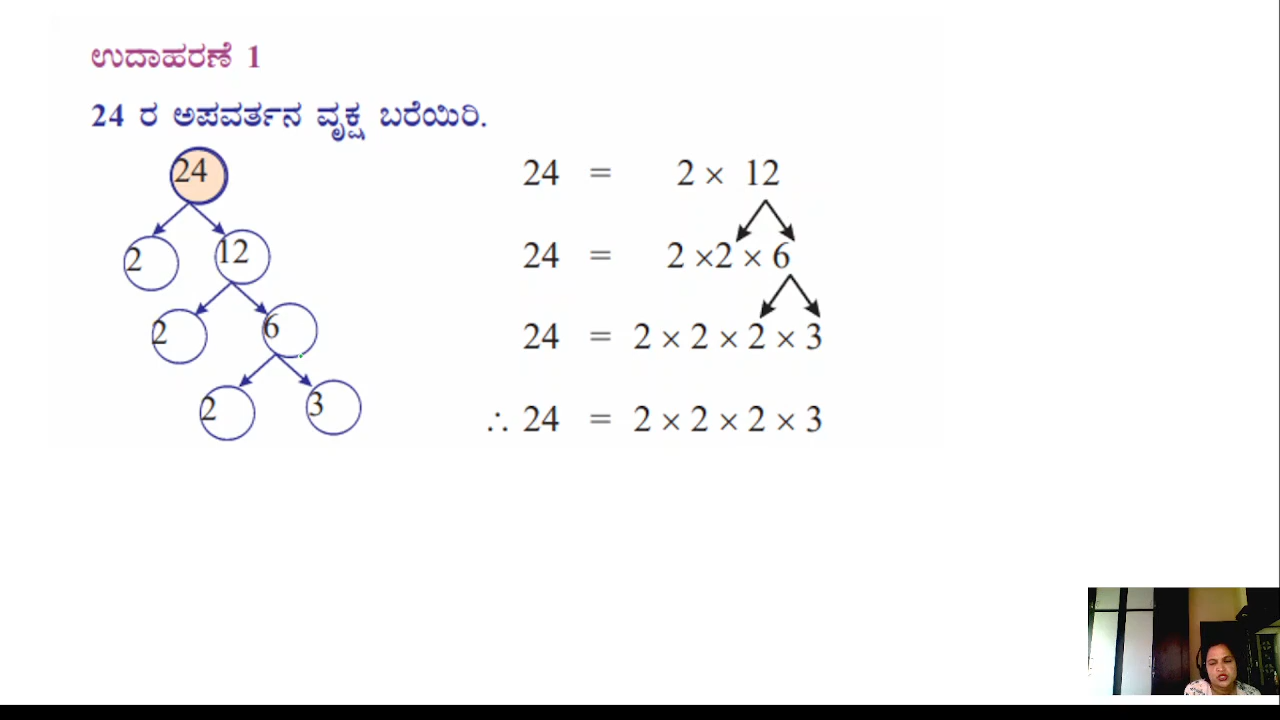 ಉದಾಹರಣೆ 1
24 ರ ಅಪವರ್ತನ ವೃಕ್ಷ ಬರೆಯಿರಿ.
24
2 12
2 6
2 3
24 = 2 × 12
24 = 2 ×2 × 6
24 = 2 × 2 × 2 × 3
∴ 24 = 2 × 2 × 2 × 3